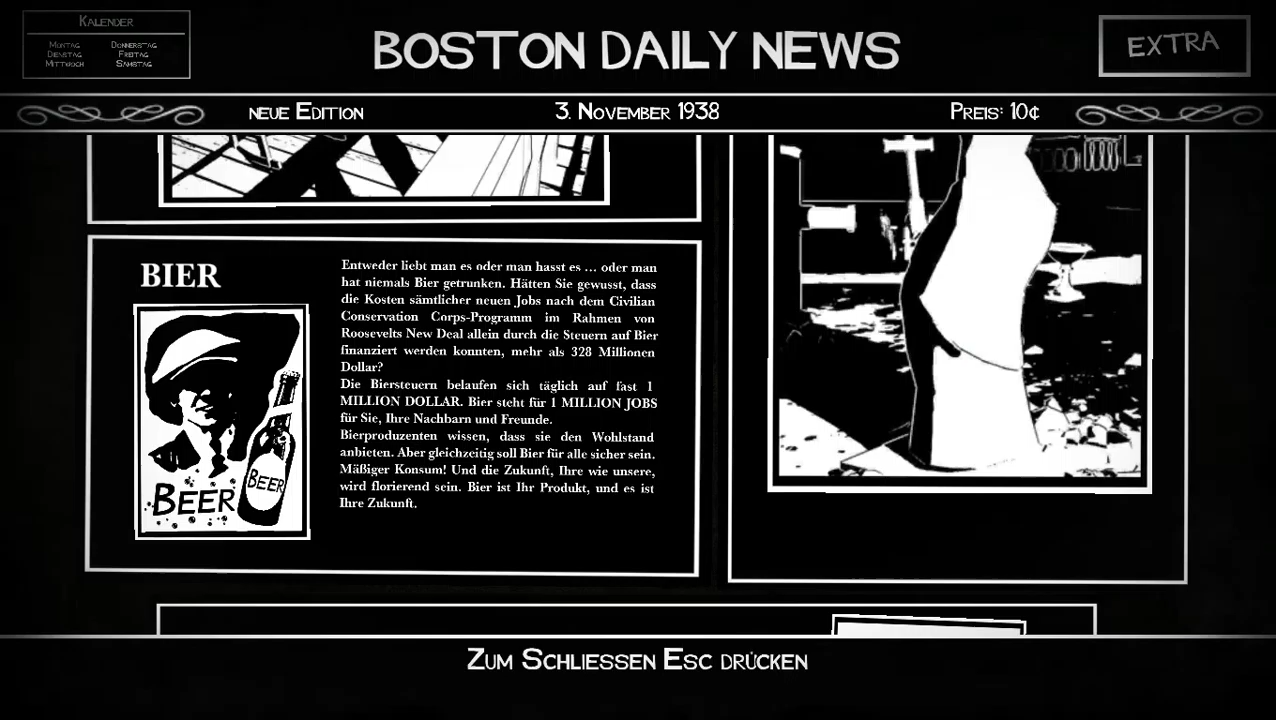 Kalender
Montag Donnerstag
Dienstag Freitag
Mittwoch Samstag
BOSTON DAILY NEWS
EXTRA
neue Edition 3. November 1938 Preis: 10¢
BIER
Entweder liebt man es oder man hasst es ... oder man
hat niemals Bier getrunken. Hätten Sie gewusst, dass
die Kosten sämtlicher neuen Jobs nach dem Civilian
Conservation Corps-Programm im Rahmen von
Roosevelts New Deal allein durch die Steuern auf Bier
finanziert werden konnten, mehr als 328 Millionen
Dollar?
Die Biersteuern belaufen sich täglich auf fast 1
MILLION DOLLAR. Bier steht für 1 MILLION JOBS
für Sie, Ihre Nachbarn und Freunde.
Bierproduzenten wissen, dass sie den Wohlstand
anbieten. Aber gleichzeitig soll Bier für alle sicher sein.
Mäßiger Konsum! Und die Zukunft, Ihre wie unsere,
wird florierend sein. Bier ist Ihr Produkt, und es ist
Ihre Zukunft.
BEER
BEER
Zum Schliessen Esc drücken